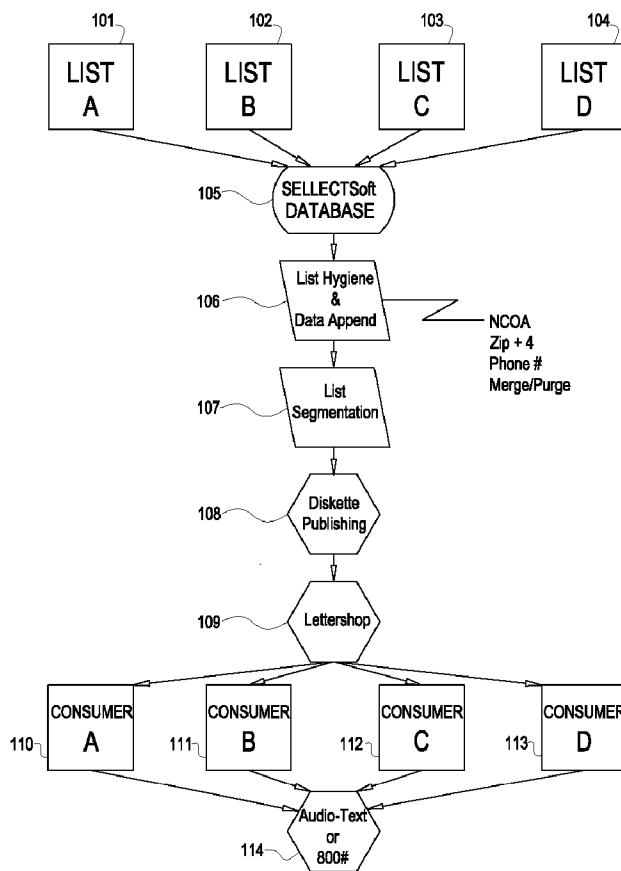 101
102
103
104
LIST
A
LIST
B
LIST
C
LIST
D
105
SELLECTSoft
DATABASE
106
List Hygiene
&
Data Append
NCOA
Zip + 4
Phone #
Merge/Purge
107
List
Segmentation
108
Diskette
Publishing
109
Lettershop
CONSUMER
A
CONSUMER
B
CONSUMER
C
CONSUMER
D
110
111
112
113
Audio-Text
or
800#
114